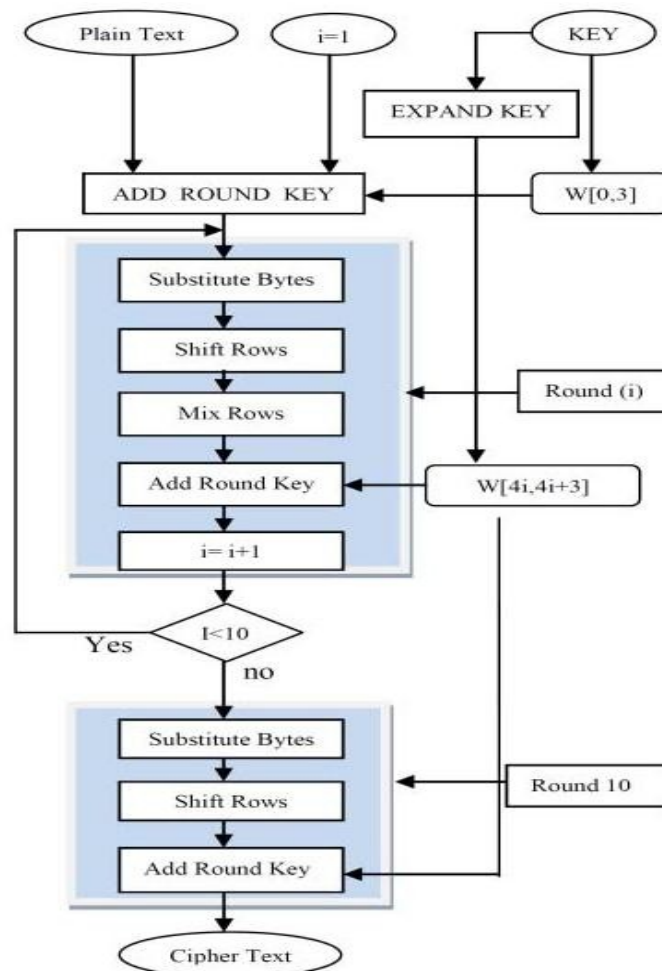 Plain Text
i=1
KEY
EXPAND KEY
ADD ROUND KEY
W[0,3]
Substitute Bytes
Shift Rows
Round (i)
Mix Rows
Add Round Key
W[4i,4i+3]
i= i+1
I<10
Yes
no
Substitute Bytes
Round 10
Shift Rows
Add Round Key
Cipher Text